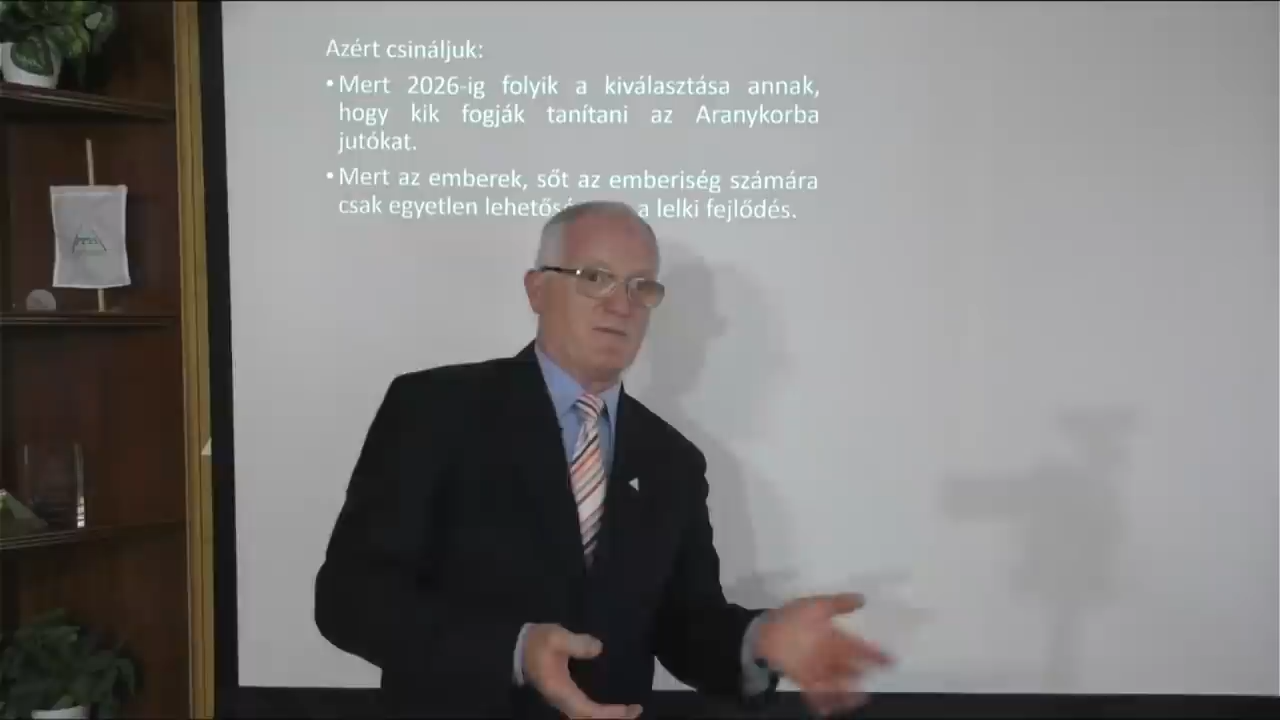 Azért csináljuk:
• Mert 2026-ig folyik a kiválasztása annak,
hogy kik fogják tanítani az Aranykorba
jutókat.
• Mert az emberek, sőt az emberiség számára
csak egyetlen a lelki fejlődés.